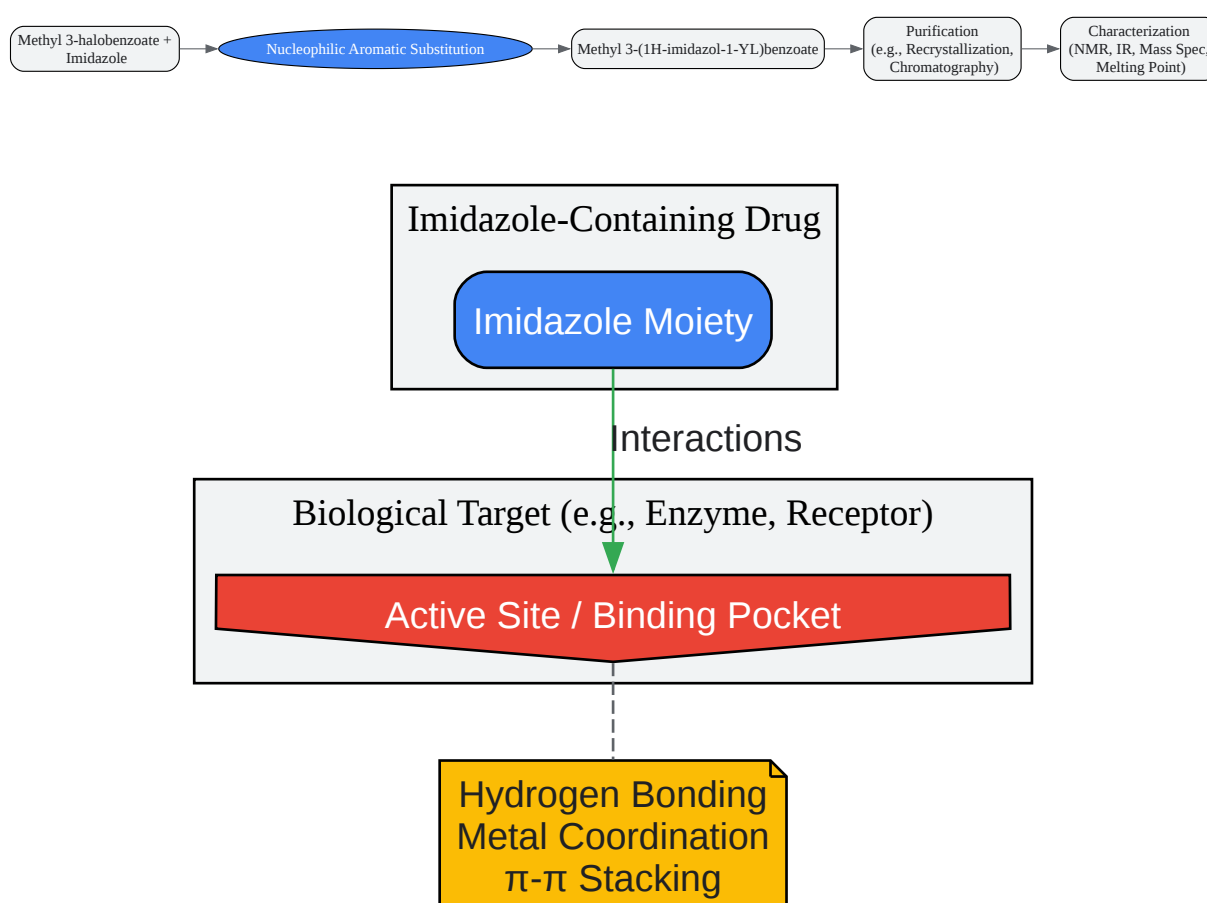 Methyl 3-halobenzoate +
Imidazole
Nucleophilic Aromatic Substitution
Methyl 3-(1H-imidazol-1-YL)benzoate
Purification
(e.g., Recrystallization,
Chromatography)
Characterization
(NMR, IR, Mass Spec,
Melting Point)
Imidazole-Containing Drug
Imidazole Moiety
Interactions
Biological Target (e.g., Enzyme, Receptor)
Active Site / Binding Pocket
Hydrogen Bonding
Metal Coordination
π-π Stacking